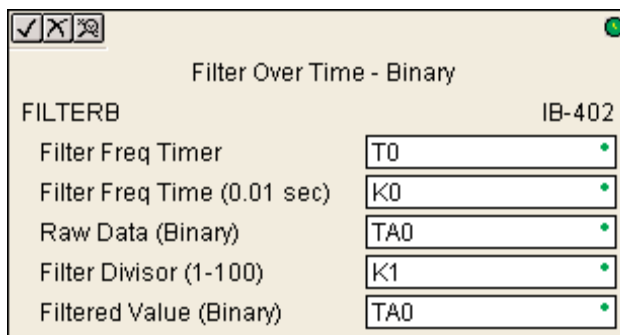 Filter Over Time - Binary
FILTERB IB-402
Filter Freq Timer T0
Filter Freq Time (0.01 sec) K0
Raw Data (Binary) TA0
Filter Divisor (1-100) K1
Filtered Value (Binary) TA0